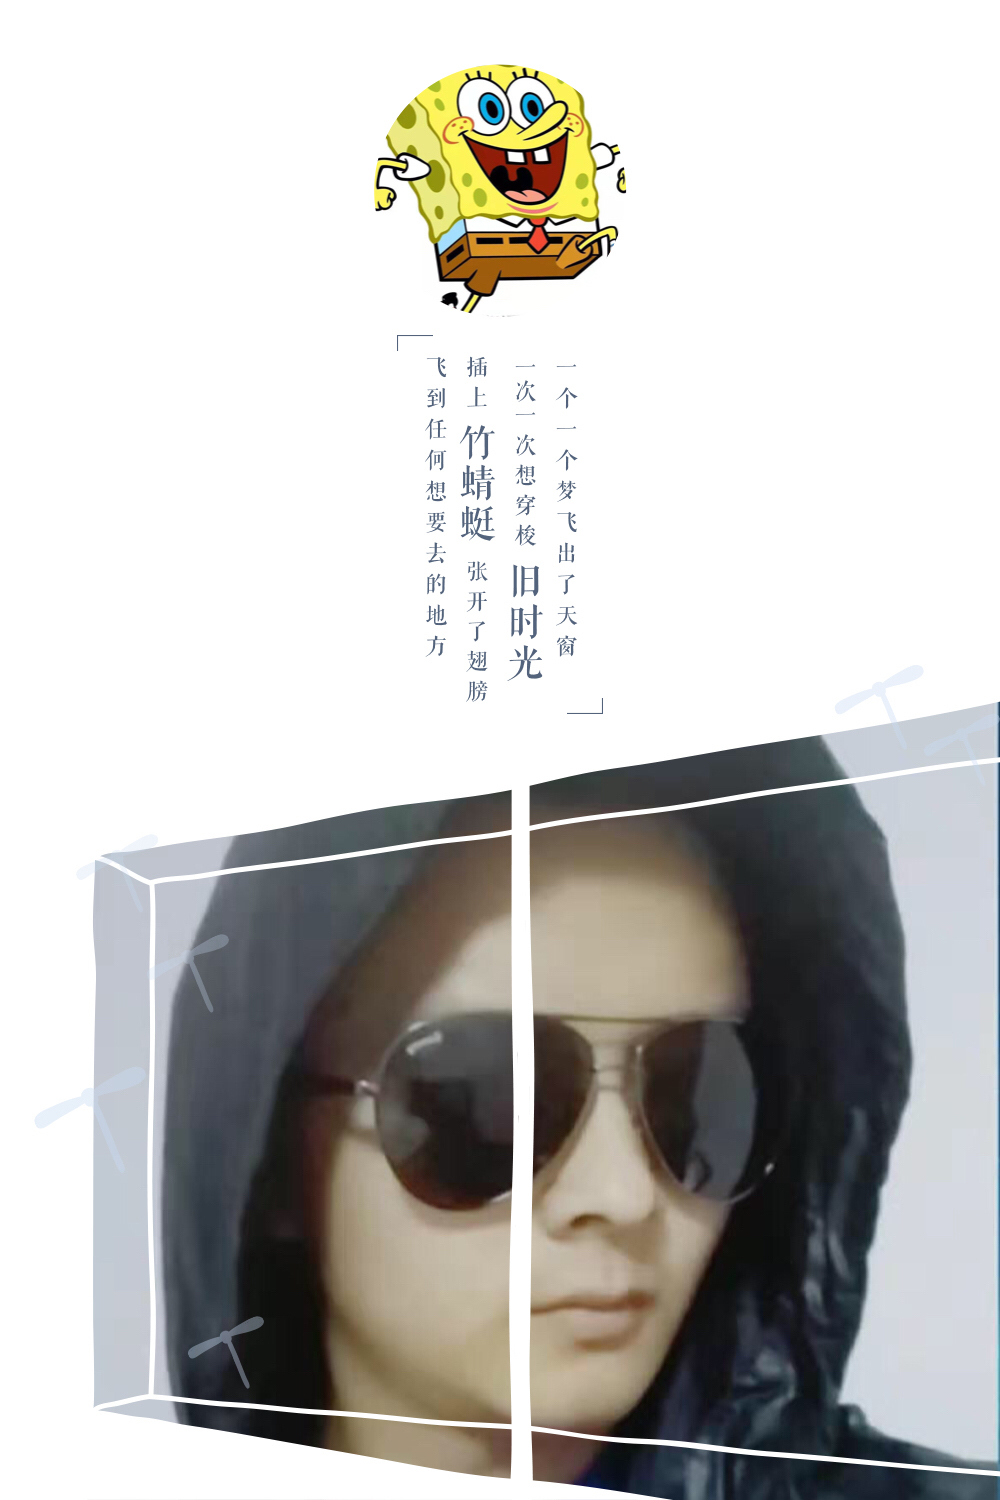 一个一个梦飞出了天窗
一次一次想穿梭旧时光
插上竹蜻蜓张开了翅膀
飞到任何想要去的地方